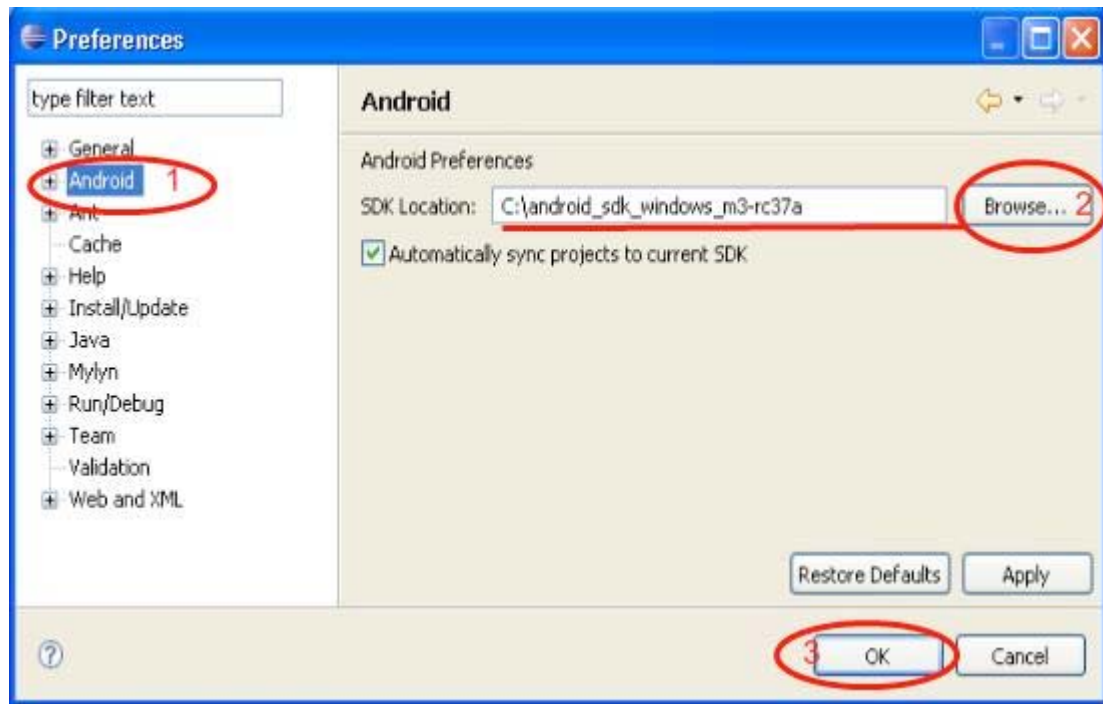 Preferences
type filter text
General
Android 1
Ant
Cache
Help
Install/Update
Java
Mylyn
Run/Debug
Team
Validation
Web and XML
Android
Android Preferences
SDK Location: C:\android_sdk_windows_m3-rc37a Browse... 2
Automatically sync projects to current SDK
Restore Defaults Apply
? 3 OK Cancel